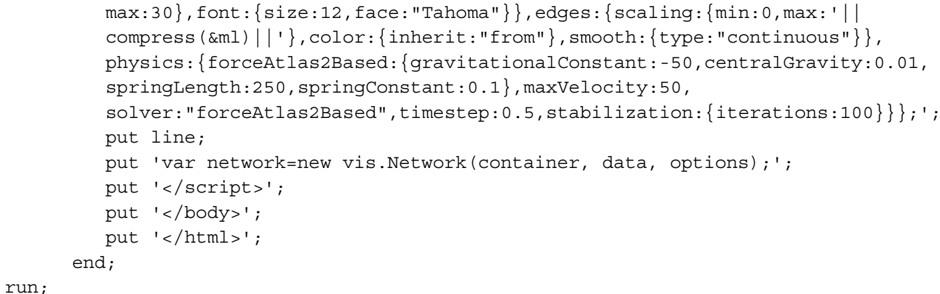 max:30},font:{size:12,face:"Tahoma"}},edges:{scaling:{min:0,max:'||
compress(&ml)||'},color:{inherit:"from"},smooth:{type:"continuous"}},
physics:{forceAtlas2Based:{gravitationalConstant:-50,centralGravity:0.01,
springLength:250,springConstant:0.1},maxVelocity:50,
solver:"forceAtlas2Based",timestep:0.5,stabilization:{iterations:100}}};';
put line;
put 'var network=new vis.Network(container, data, options);';
put '</script>';
put '</body>';
put '</html>';
end;
run;